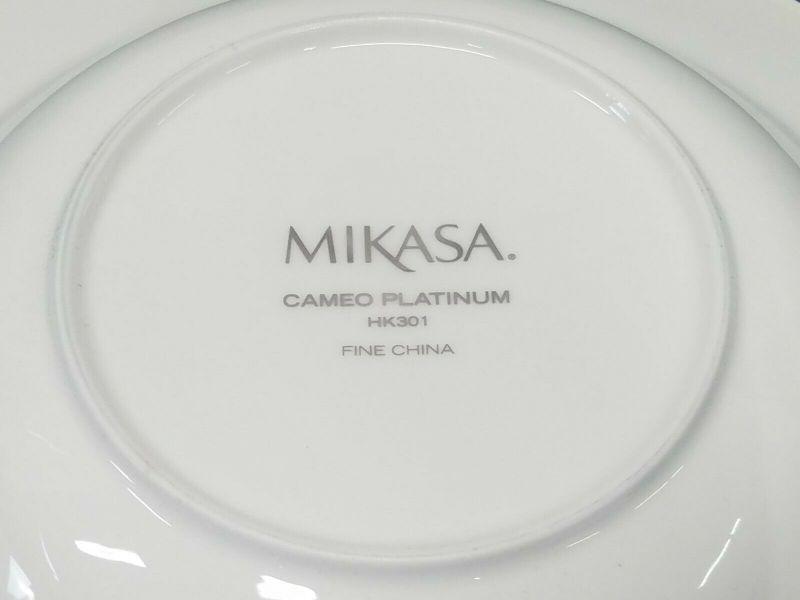 MIKASA.
CAMEO PLATINUM
HK301
FINE CHINA